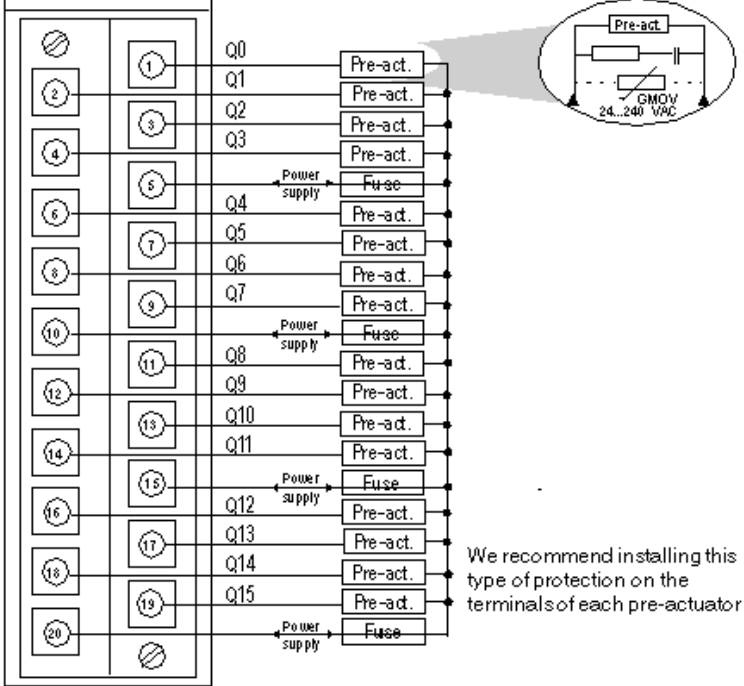 Pre-act.
GMOV
24...240 VAC
1 Q0 Pre-act.
2 Q1 Pre-act.
3 Q2 Pre-act.
4 Q3 Pre-act.
5 Power supply Fuse
6 Q4 Pre-act.
7 Q5 Pre-act.
8 Q6 Pre-act.
9 Q7 Pre-act.
10 Power supply Fuse
11 Q8 Pre-act.
12 Q9 Pre-act.
13 Q10 Pre-act.
14 Q11 Pre-act.
15 Power supply Fuse
16 Q12 Pre-act.
17 Q13 Pre-act.
18 Q14 Pre-act.
19 Q15 Pre-act.
20 Power supply Fuse
We recommend installing this
type of protection on the
terminals of each pre-actuator